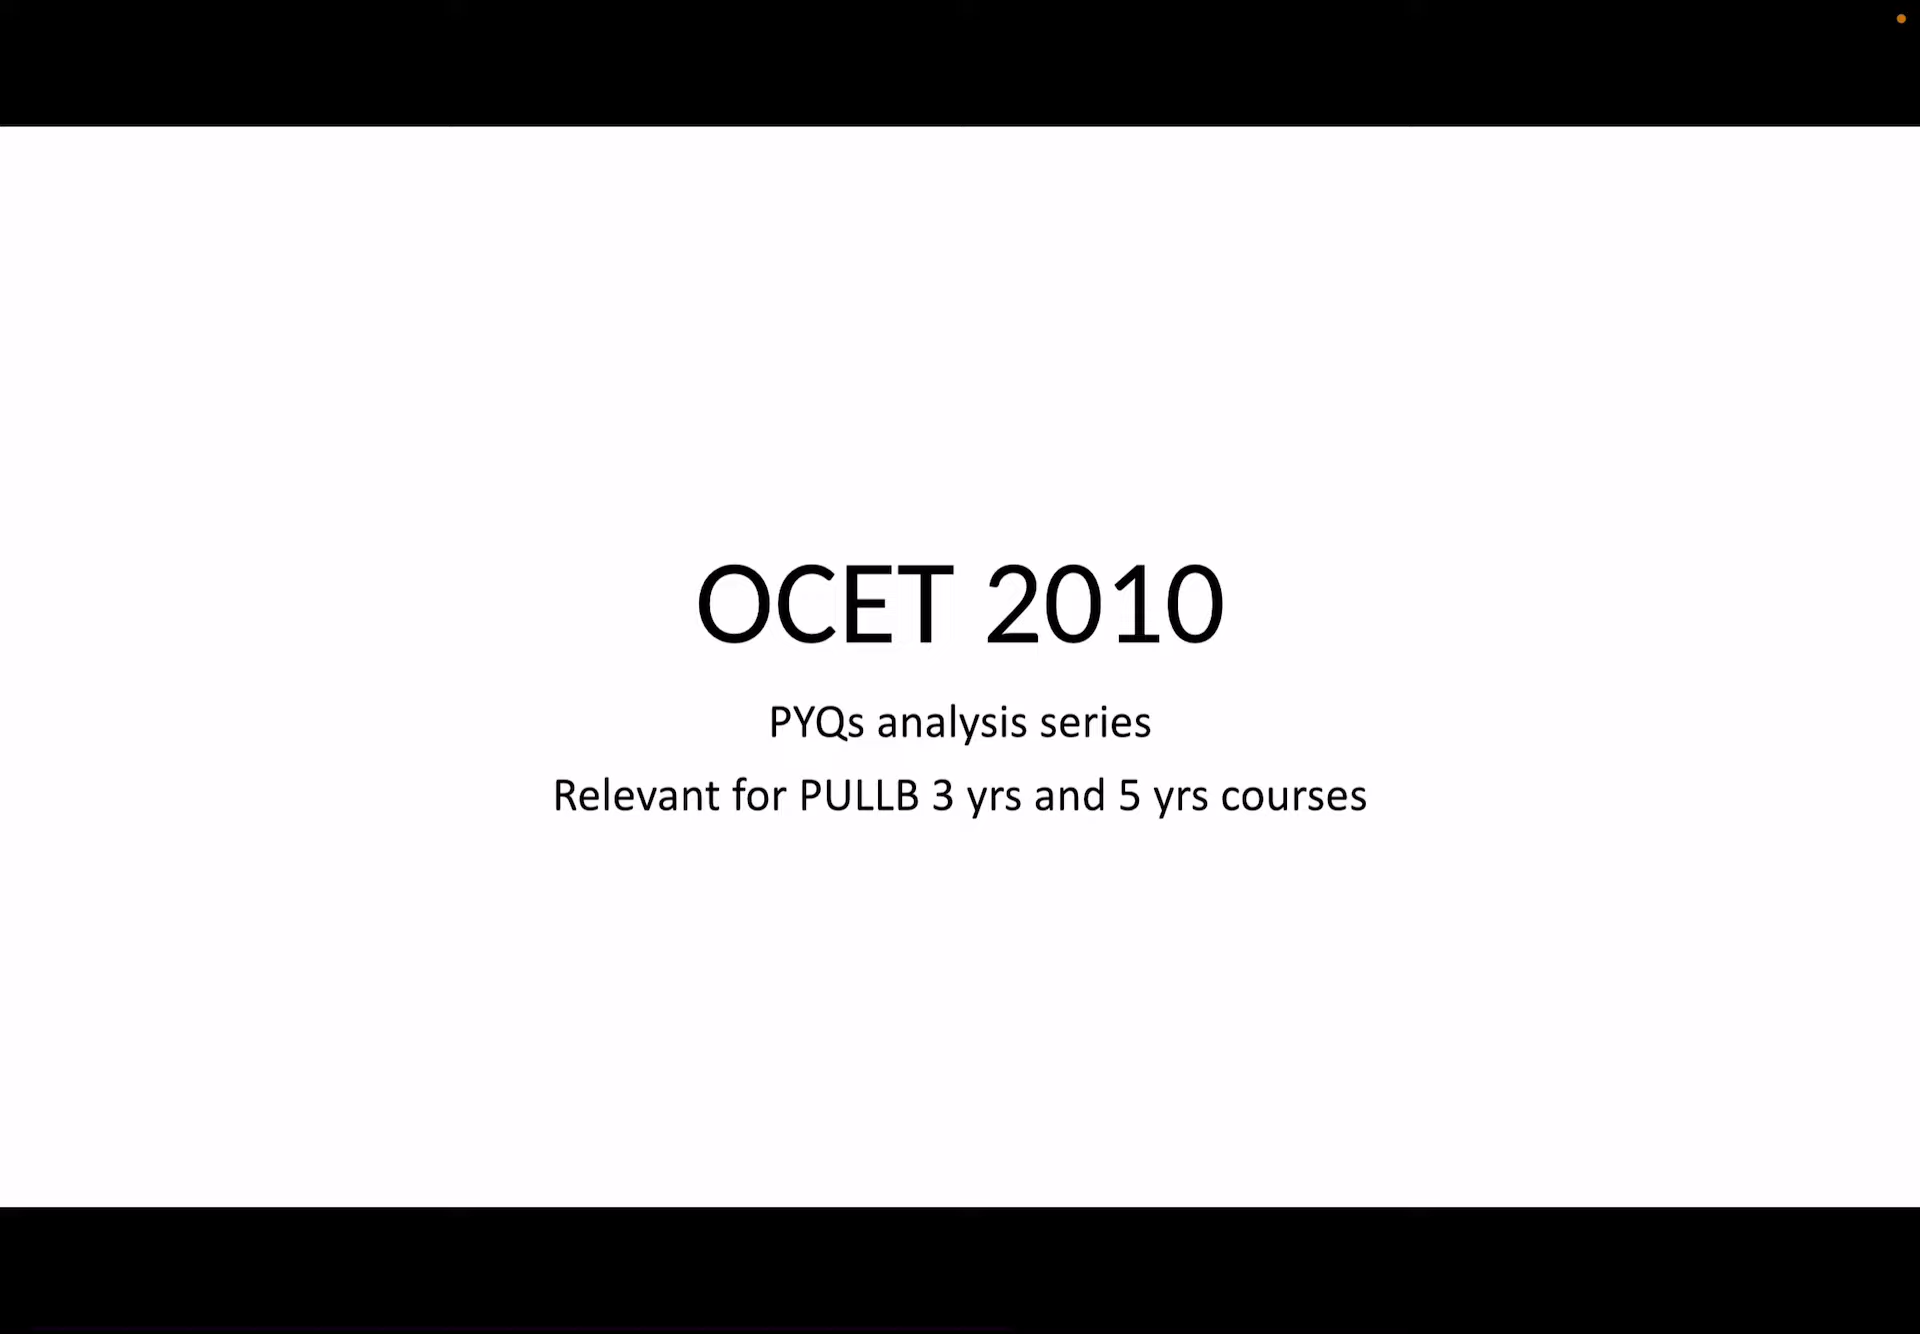 OCET 2010
PYQs analysis series
Relevant for PULLB 3 yrs and 5 yrs courses